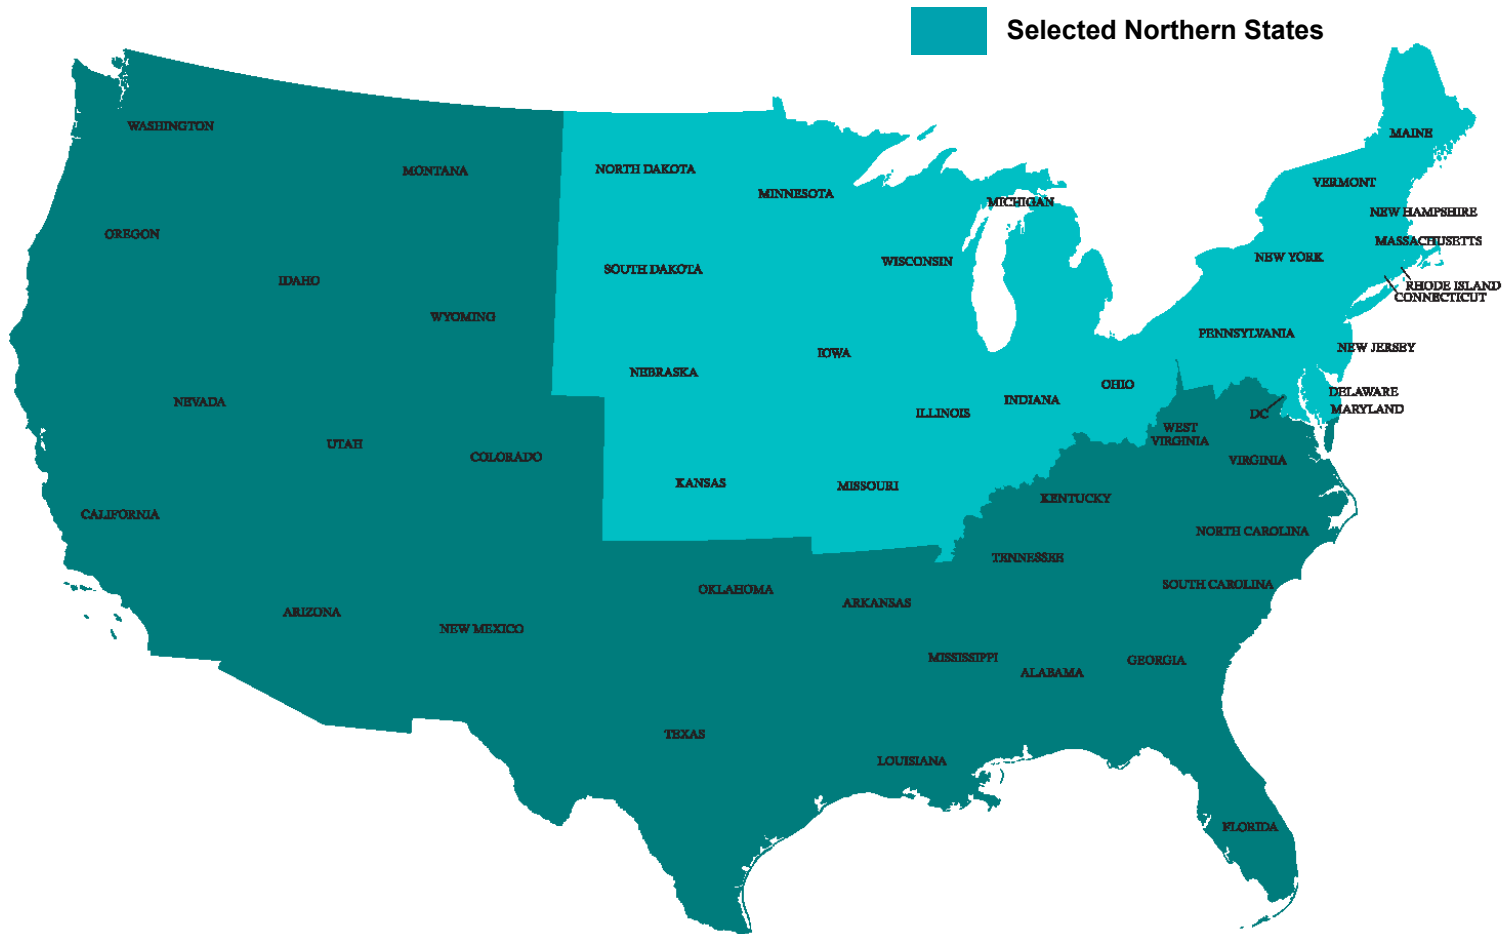 Selected Northern States
WASHINGTON
MAINE
MONTANA
NORTH DAKOTA
VERMONT
MINNESOTA
MICHIGAN
NEW HAMPSHIRE
OREGON
MASSACHUSETTS
NEW YORK
WISCONSIN
SOUTH DAKOTA
IDAHO
RHODE ISLAND
CONNECTICUT
WYOMING
PENNSYLVANIA
NEW JERSEY
IOWA
NEBRASKA
OHIO
DELAWARE
INDIANA
NEVADA
MARYLAND
ILLINOIS
DC
WEST
VIRGINIA
UTAH
COLORADO
VIRGINIA
KANSAS
MISSOURI
KENTUCKY
CALIFORNIA
NORTH CAROLINA
TENNESSEE
SOUTH CAROLINA
OKLAHOMA
ARKANSAS
ARIZONA
NEW MEXICO
MISSISSIPPI
GEORGIA
ALABAMA
TEXAS
LOUISIANA
FLORIDA